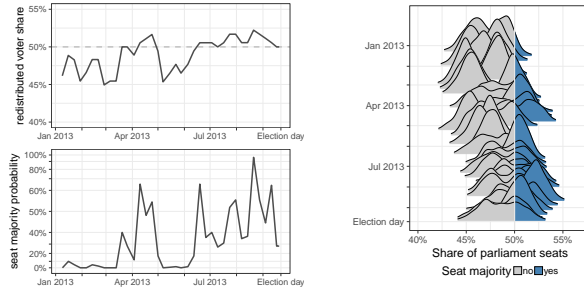 55%
50%
45%
40%
redistributed voter share
Jan 2013
Apr 2013
Jul 2013
Election day
100%
80%
60%
40%
20%
0%
seat majority probability
Jan 2013
Apr 2013
Jul 2013
Election day
Jan 2013
Apr 2013
Jul 2013
Election day
40%
45%
50%
55%
Share of parliament seats
Seat majority no yes